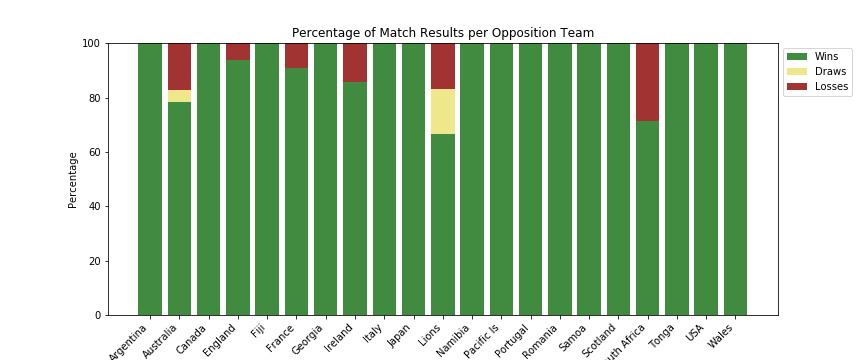 Percentage of Match Results per Opposition Team
Percentage
100
80
60
40
20
0
Wins
Draws
Losses
Argentina
Australia
Canada
England
Fiji
France
Georgia
Ireland
Italy
Japan
Lions
Namibia
Pacific Is
Portugal
Romania
Samoa
Scotland
uth Africa
Tonga
USA
Wales